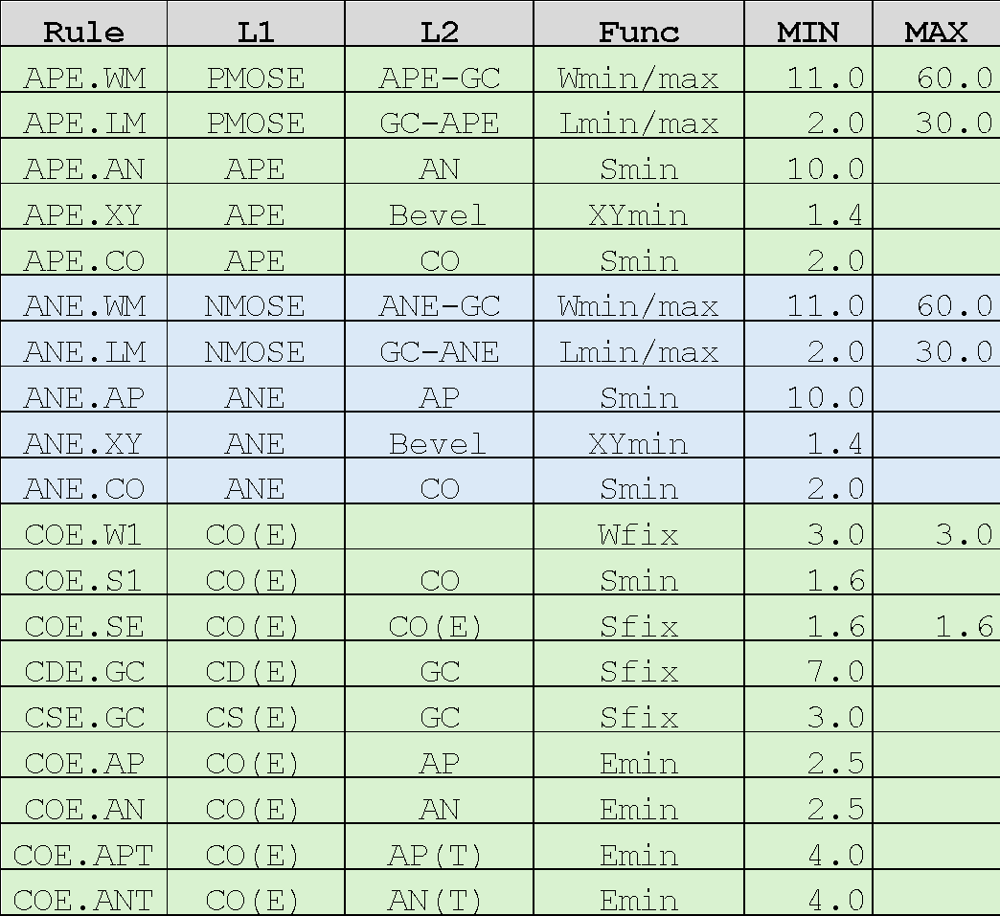 Rule L1 L2 Func MIN MAX
APE.WM PMOSE APE-GC Wmin/max 11.0 60.0
APE.LM PMOSE GC-APE Lmin/max 2.0 30.0
APE.AN APE AN Smin 10.0
APE.XY APE Bevel XYmin 1.4
APE.CO APE CO Smin 2.0
ANE.WM NMOSE ANE-GC Wmin/max 11.0 60.0
ANE.LM NMOSE GC-ANE Lmin/max 2.0 30.0
ANE.AP ANE AP Smin 10.0
ANE.XY ANE Bevel XYmin 1.4
ANE.CO ANE CO Smin 2.0
COE.W1 CO(E) Wfix 3.0 3.0
COE.S1 CO(E) CO Smin 1.6
COE.SE CO(E) CO(E) Sfix 1.6 1.6
CDE.GC CD(E) GC Sfix 7.0
CSE.GC CS(E) GC Sfix 3.0
COE.AP CO(E) AP Emin 2.5
COE.AN CO(E) AN Emin 2.5
COE.APT CO(E) AP(T) Emin 4.0
COE.ANT CO(E) AN(T) Emin 4.0